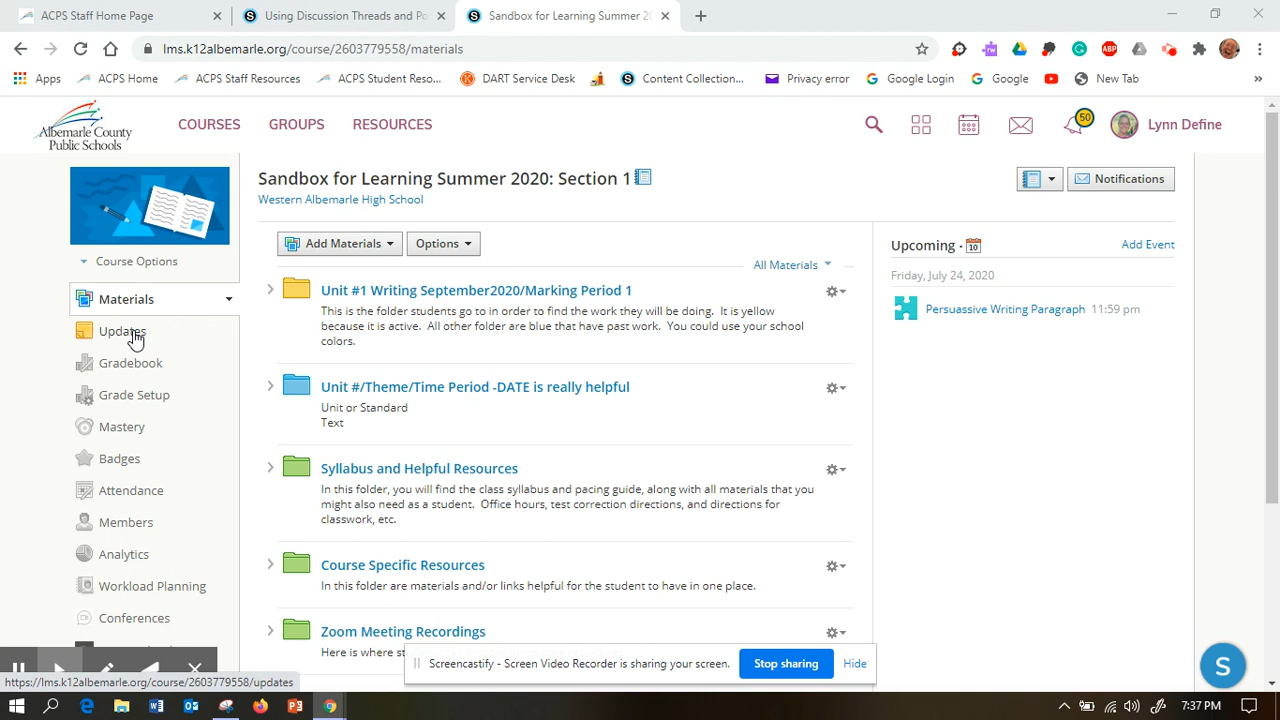 ACPS Staff Home Page
Using Discussion Threads and Po
Sandbox for Learning Summer 20
lms.k12albemarle.org/course/2603779558/materials
Apps
ACPS Home
ACPS Staff Resources
ACPS Student Reso...
DART Service Desk
Content Collection...
Privacy error
Google Login
Google
New Tab
»
Albemarle County
Public Schools
COURSES
GROUPS
RESOURCES
50
Lynn Define
Sandbox for Learning Summer 2020: Section 1
Western Albemarle High School
Notifications
Course Options
Materials
Updates
Gradebook
Grade Setup
Mastery
Badges
Attendance
Members
Analytics
Workload Planning
Conferences
Add Materials
Options
All Materials
Unit #1 Writing September2020/Marking Period 1
This is the folder students go to in order to find the work they will be doing. It is yellow
because it is active. All other folder are blue that have past work. You could use your school
colors.
Unit #/Theme/Time Period -DATE is really helpful
Unit or Standard
Text
Syllabus and Helpful Resources
In this folder, you will find the class syllabus and pacing guide, along with all materials that you
might also need as a student. Office hours, test correction directions, and directions for
classwork, etc.
Course Specific Resources
In this folder are materials and/or links helpful for the student to have in one place.
Zoom Meeting Recordings
Here is where st
Upcoming ·
10
Add Event
Friday, July 24, 2020
Persuassive Writing Paragraph 11:59 pm
Screencastify - Screen Video Recorder is sharing your screen.
Stop sharing
Hide
S
https://lms.k12albemarle.org/course/2603779558/updates
7:37 PM